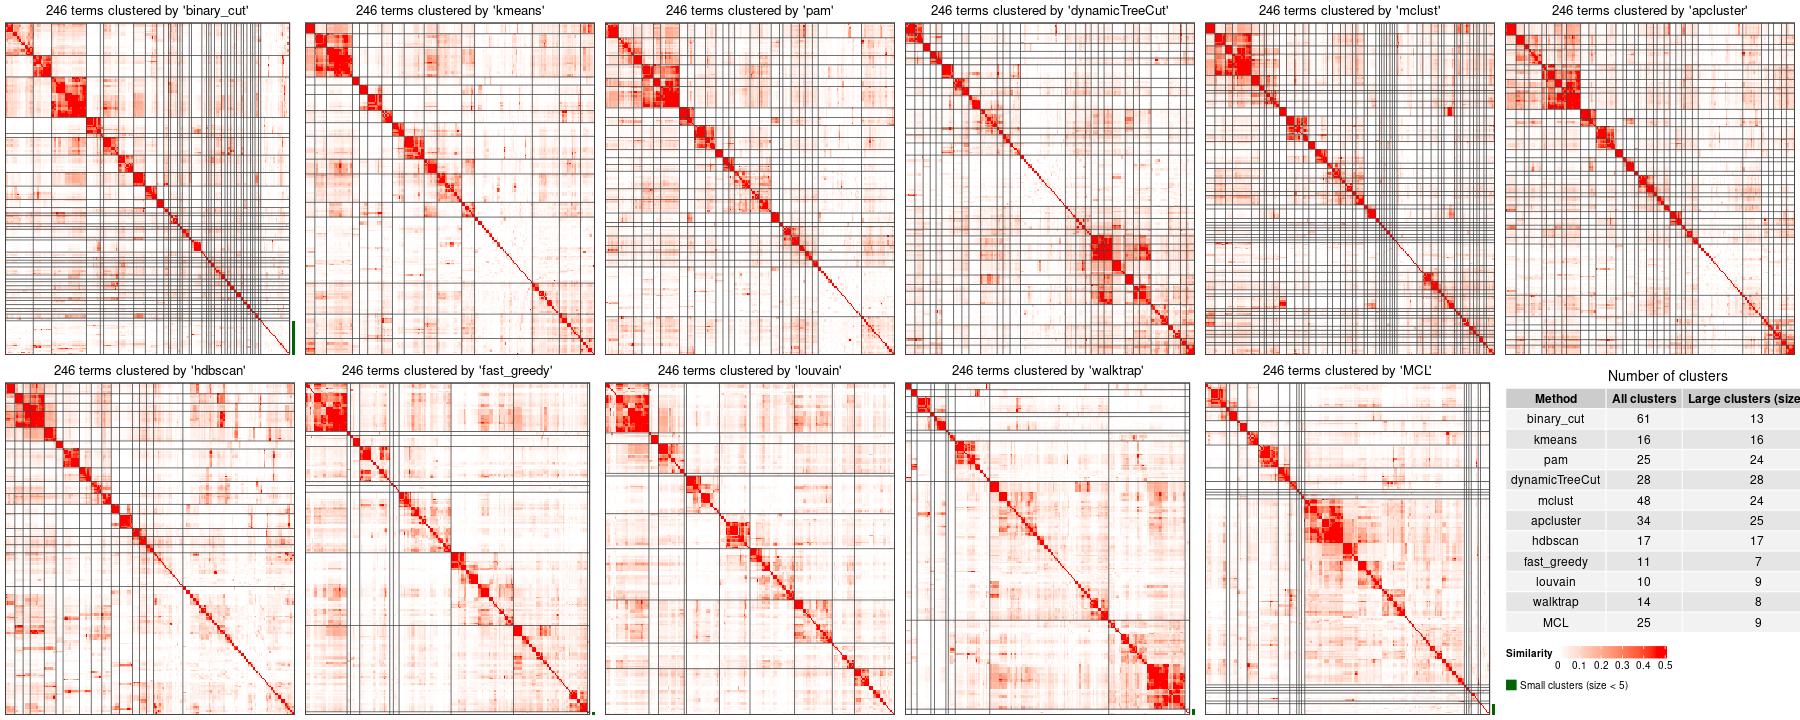 246 terms clustered by 'binary_cut'
246 terms clustered by 'kmeans'
246 terms clustered by 'pam'
246 terms clustered by 'dynamicTreeCut'
246 terms clustered by 'mclust'
246 terms clustered by 'apcluster'
246 terms clustered by 'hdbscan'
246 terms clustered by 'fast_greedy'
246 terms clustered by 'louvain'
246 terms clustered by 'walktrap'
246 terms clustered by 'MCL'
Number of clusters
Method All clusters Large clusters (size
binary_cut 61 13
kmeans 16 16
pam 25 24
dynamicTreeCut 28 28
mclust 48 24
apcluster 34 25
hdbscan 17 17
fast_greedy 11 7
louvain 10 9
walktrap 14 8
MCL 25 9
Similarity
0 0.1 0.2 0.3 0.4 0.5
Small clusters (size < 5)